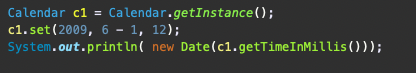 Calendar c1 = Calendar.getInstance();
c1.set(2009, 6 - 1, 12);
System.out.println( new Date(c1.getTimeInMillis()));